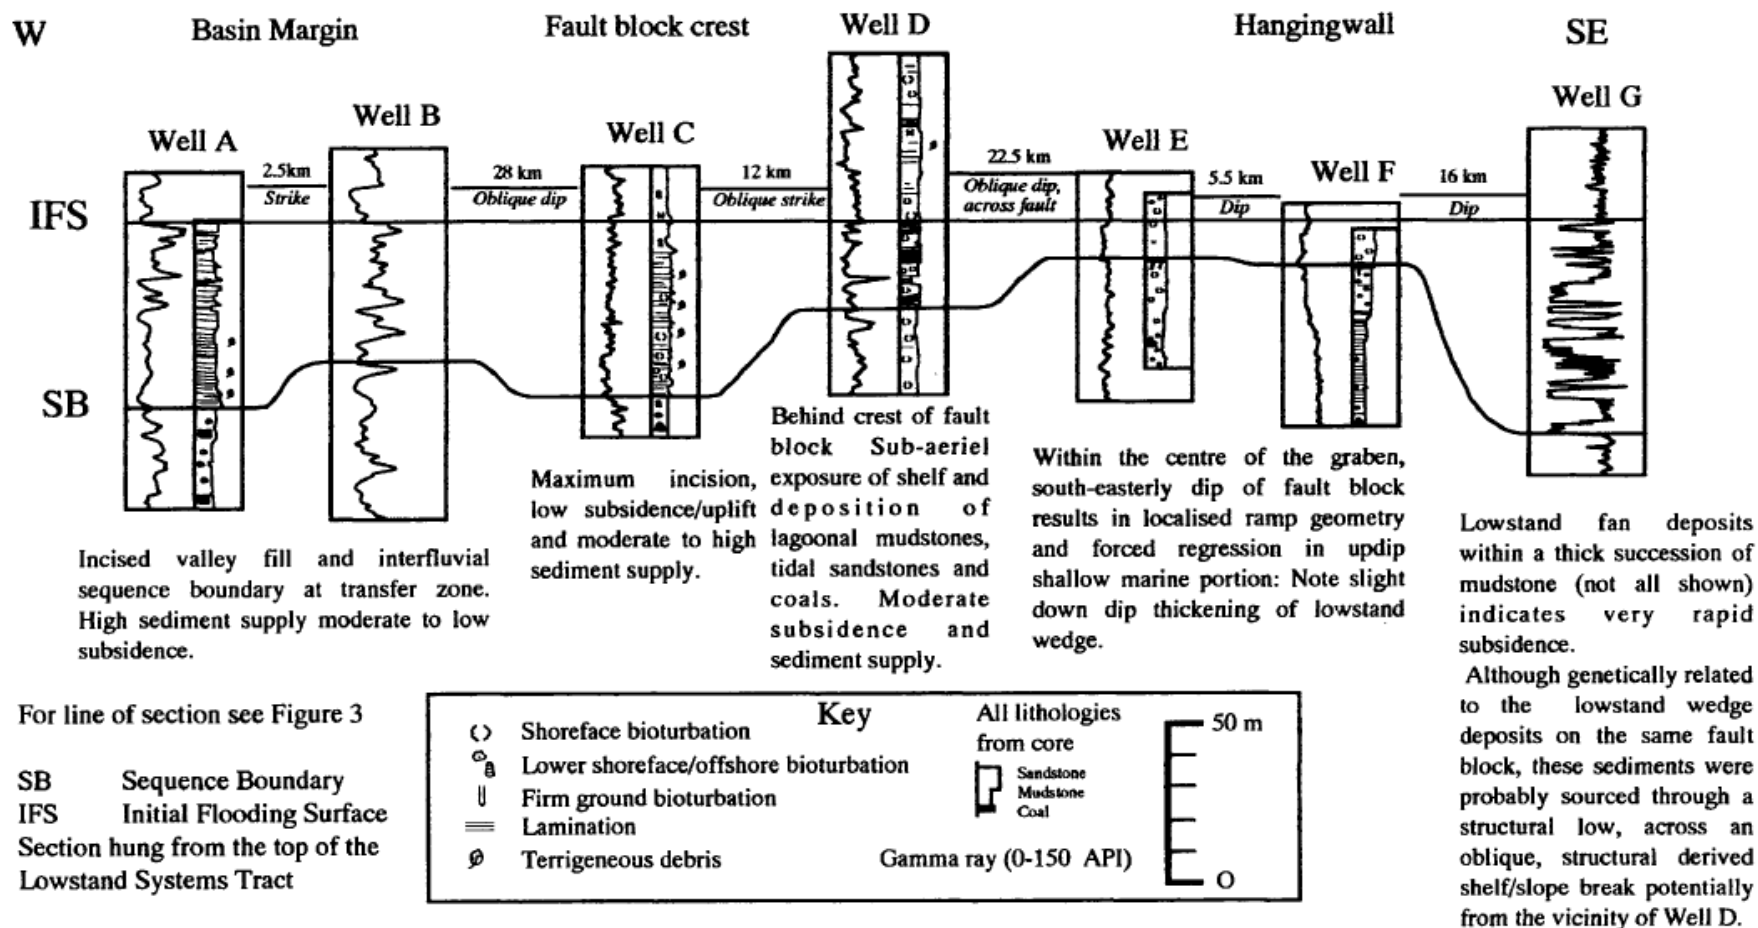 W
Basin Margin
Fault block crest
Well D
Hangingwall
SE
Well A
Well B
Well C
Well E
Well F
Well G
2.5km
Strike
28 km
Oblique dip
12 km
Oblique strike
22.5 km
Oblique dip,
across fault
5.5 km
Dip
16 km
Dip
IFS
SB
Incised valley fill and interfluvial
sequence boundary at transfer zone.
High sediment supply moderate to low
subsidence.
Maximum incision,
low subsidence/uplift
and moderate to high
sediment supply.
Behind crest of fault
block Sub-aeriel
exposure of shelf and
deposition of
lagoonal mudstones,
tidal sandstones and
coals. Moderate
subsidence and
sediment supply.
Within the centre of the graben,
south-easterly dip of fault block
results in localised ramp geometry
and forced regression in updip
shallow marine portion: Note slight
down dip thickening of lowstand
wedge.
Lowstand fan deposits
within a thick succession of
mudstone (not all shown)
indicates very rapid
subsidence.
Although genetically related
to the lowstand wedge
deposits on the same fault
block, these sediments were
probably sourced through a
structural low, across an
oblique, structural derived
shelf/slope break potentially
from the vicinity of Well D.
For line of section see Figure 3
SB Sequence Boundary
IFS Initial Flooding Surface
Section hung from the top of the
Lowstand Systems Tract
Key
Shoreface bioturbation
Lower shoreface/offshore bioturbation
Firm ground bioturbation
Lamination
Terrigeneous debris
All lithologies
from core
Sandstone
Mudstone
Coal
Gamma ray (0-150 API)
50 m
O